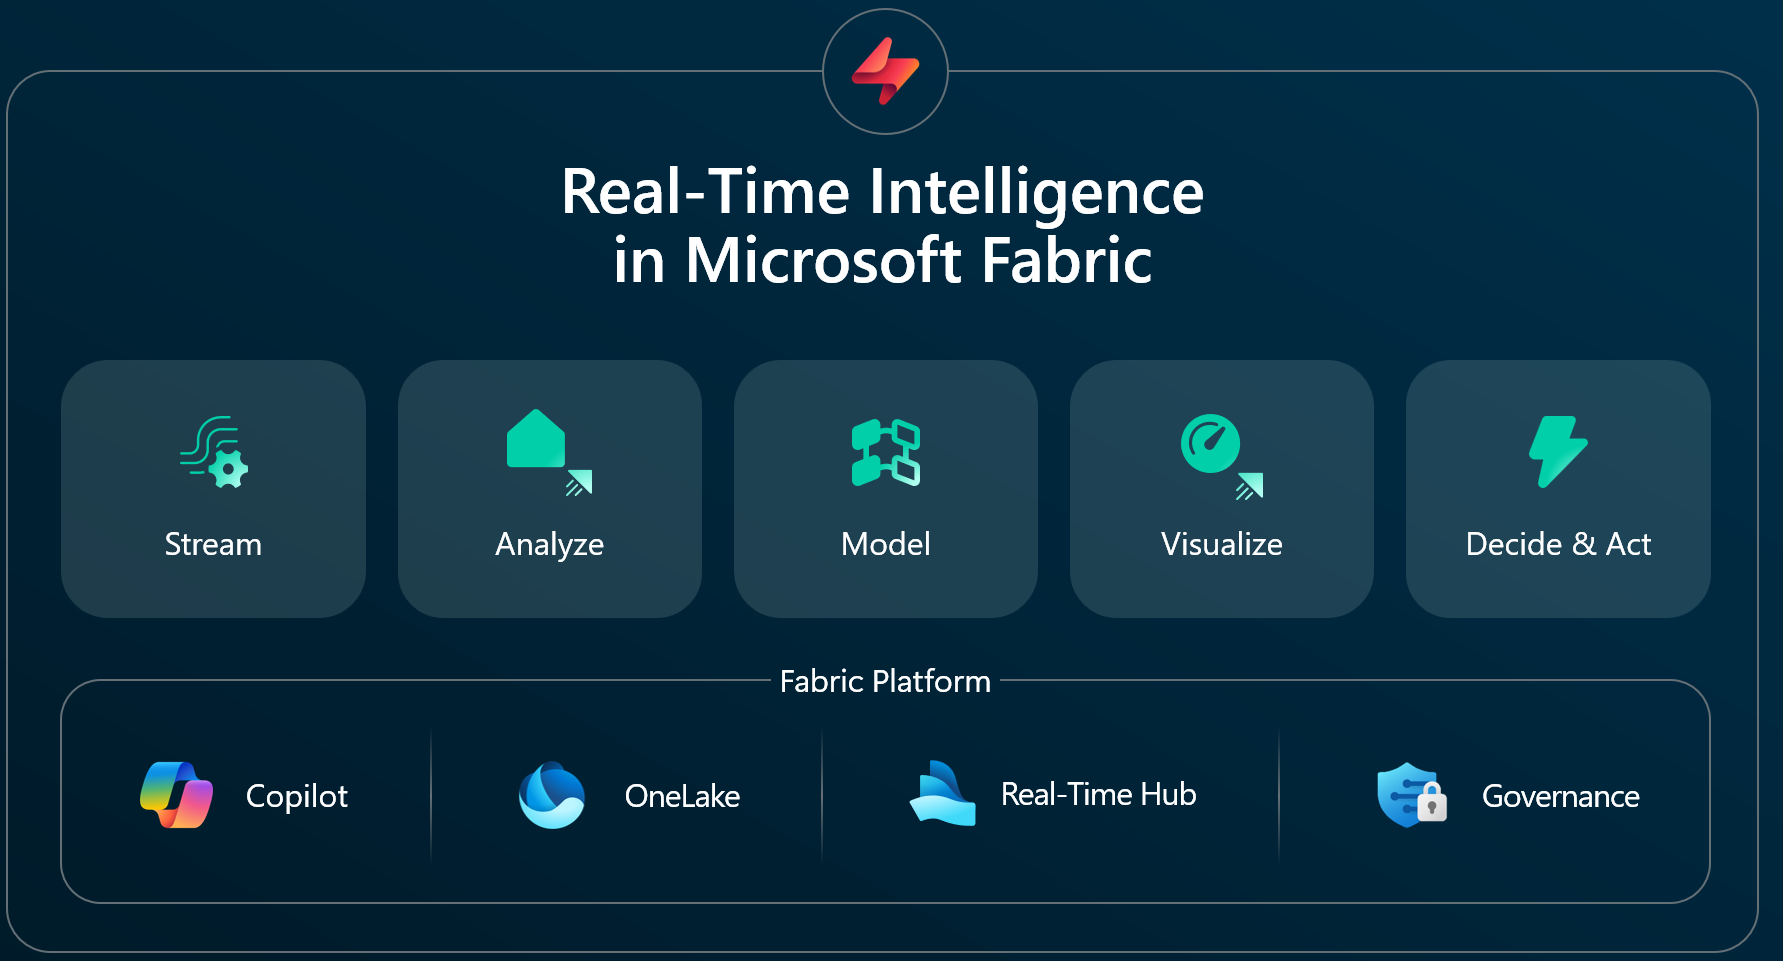 Real-Time Intelligence
in Microsoft Fabric
Stream
Analyze
Model
Visualize
Decide & Act
Fabric Platform
Copilot
OneLake
Real-Time Hub
Governance